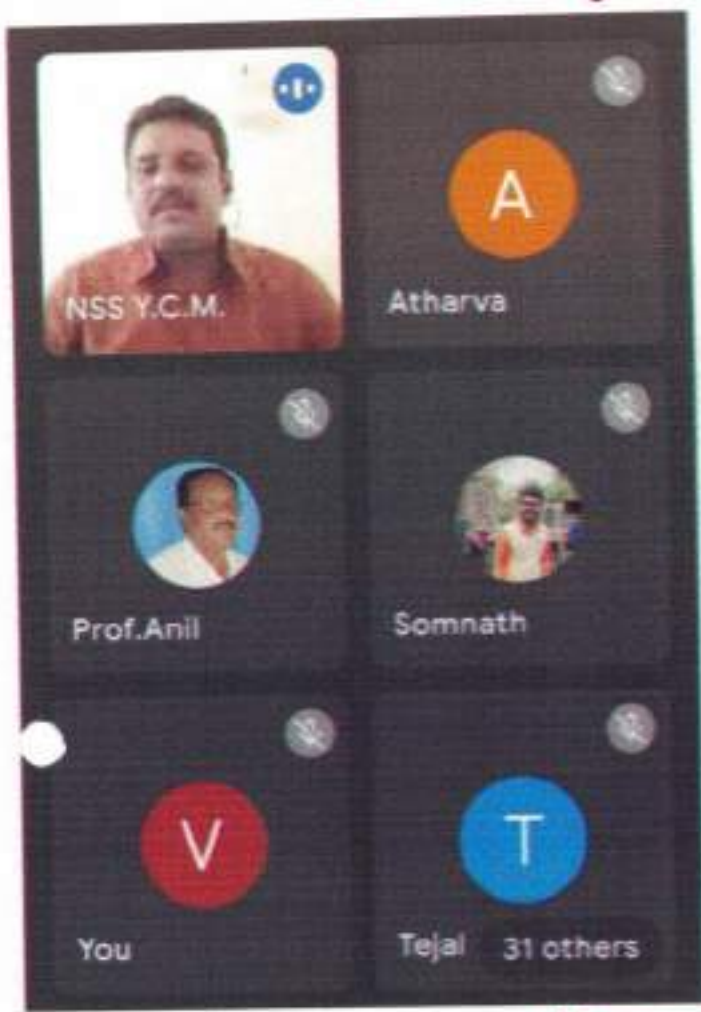 A
NSS Y.C.M.
Atharva
Prof.Anil
Somnath
V
T
You
Tejal
31 others